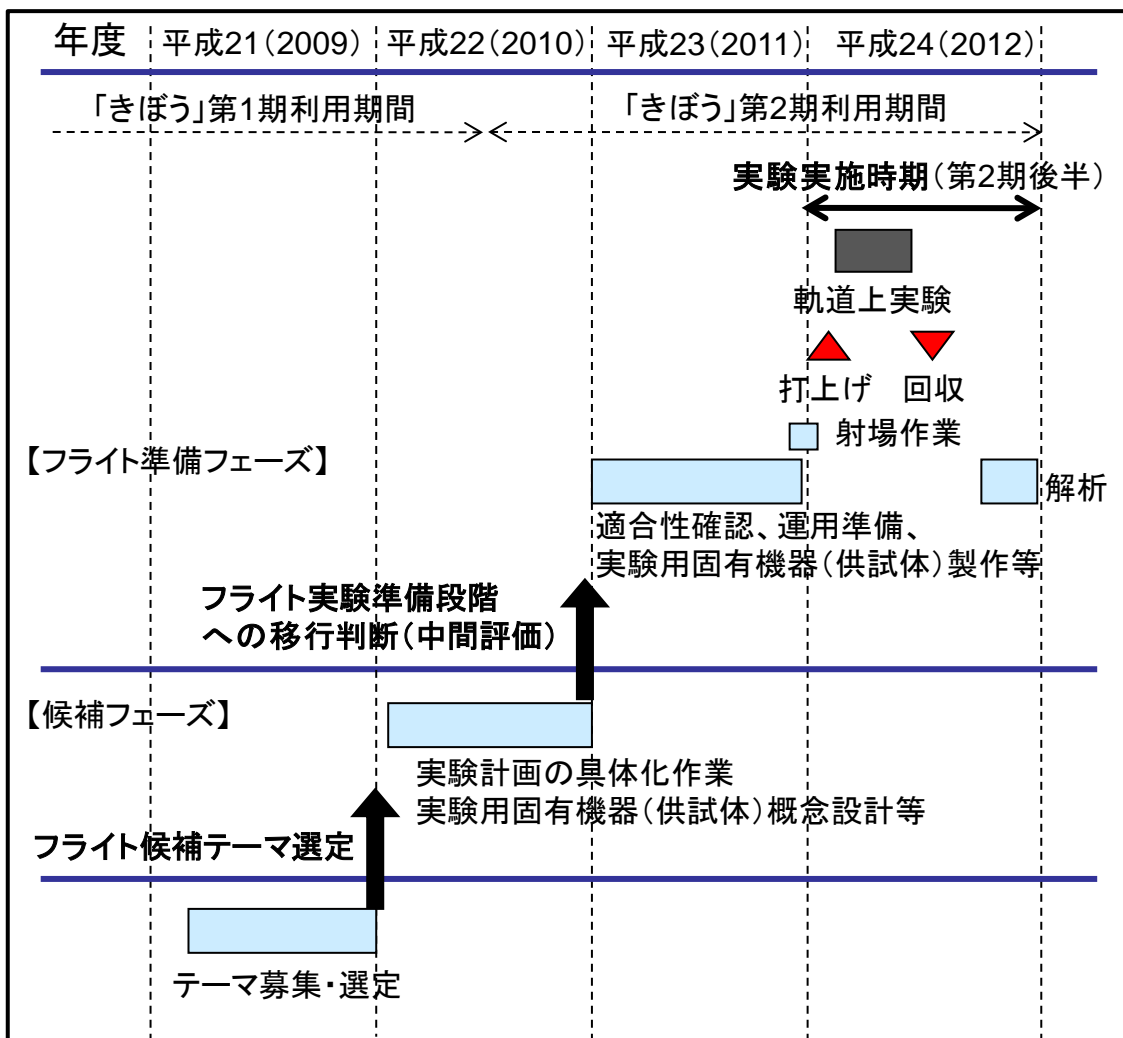 年度 平成21(2009) 平成22(2010) 平成23(2011) 平成24(2012)
「きぼう」第1期利用期間 「きぼう」第2期利用期間
実験実施時期(第2期後半)
軌道上実験
打上げ 回収
射場作業
【フライト準備フェーズ】
解析
適合性確認、運用準備、
実験用固有機器(供試体)製作等
フライト実験準備段階
への移行判断(中間評価)
【候補フェーズ】
実験計画の具体化作業
実験用固有機器(供試体)概念設計等
フライト候補テーマ選定
テーマ募集・選定